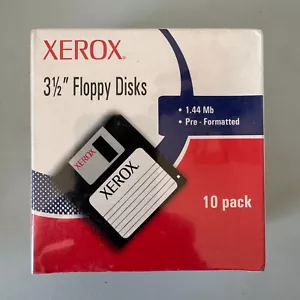 XEROX.
3½" Floppy Disks
• 1.44 Mb
• Pre - Formatted
XEROX
10 pack